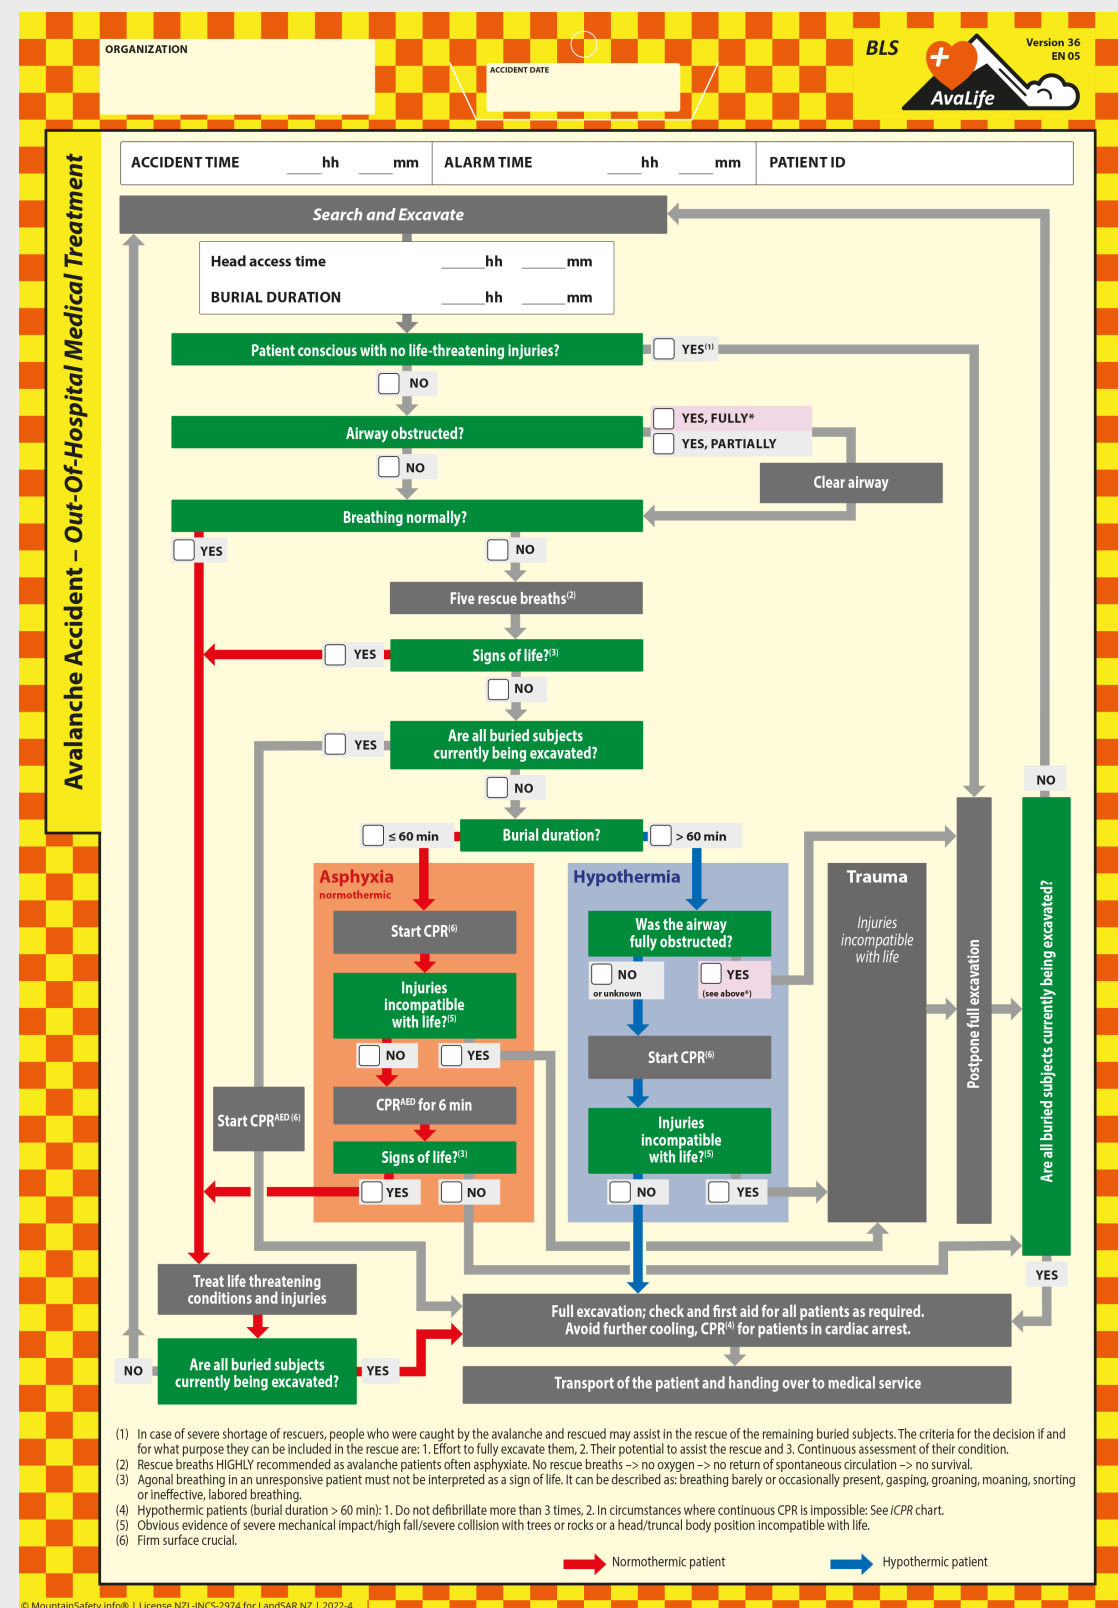 ORGANIZATION
ACCIDENT DATE
BLS
Version 36
EN 05
AvaLife
Avalanche Accident – Out-Of-Hospital Medical Treatment
ACCIDENT TIME ____hh ____mm
ALARM TIME ____hh ____mm
PATIENT ID
Search and Excavate
Head access time _____hh _____mm
BURIAL DURATION _____hh _____mm
Patient conscious with no life-threatening injuries?
YES(1)
NO
Airway obstructed?
YES, FULLY*
YES, PARTIALLY
NO
Clear airway
Breathing normally?
YES
NO
Five rescue breaths(2)
Signs of life?(3)
YES
NO
Are all buried subjects
currently being excavated?
YES
NO
Burial duration?
≤ 60 min
> 60 min
Asphyxia
normothermic
Start CPR(6)
Injuries
incompatible
with life?(5)
NO
YES
CPRAED for 6 min
Signs of life?(3)
YES
NO
Hypothermia
Was the airway
fully obstructed?
NO
or unknown
YES
(see above*)
Start CPR(6)
Injuries
incompatible
with life?(5)
NO
YES
Trauma
Injuries
incompatible
with life
Postpone full excavation
NO
Are all buried subjects currently being excavated?
YES
Start CPRAED (6)
Treat life threatening
conditions and injuries
Are all buried subjects
currently being excavated?
NO
YES
Full excavation; check and first aid for all patients as required.
Avoid further cooling, CPR(4) for patients in cardiac arrest.
Transport of the patient and handing over to medical service
(1) In case of severe shortage of rescuers, people who were caught by the avalanche and rescued may assist in the rescue of the remaining buried subjects. The criteria for the decision if and
for what purpose they can be included in the rescue are: 1. Effort to fully excavate them, 2. Their potential to assist the rescue and 3. Continuous assessment of their condition.
(2) Rescue breaths HIGHLY recommended as avalanche patients often asphyxiate. No rescue breaths –> no oxygen –> no return of spontaneous circulation –> no survival.
(3) Agonal breathing in an unresponsive patient must not be interpreted as a sign of life. It can be described as: breathing barely or occasionally present, gasping, groaning, moaning, snorting
or ineffective, labored breathing.
(4) Hypothermic patients (burial duration > 60 min): 1. Do not defibrillate more than 3 times, 2. In circumstances where continuous CPR is impossible: See iCPR chart.
(5) Obvious evidence of severe mechanical impact/high fall/severe collision with trees or rocks or a head/truncal body position incompatible with life.
(6) Firm surface crucial.
Normothermic patient
Hypothermic patient
© MountainSafety.info® | License NZL-INCS-2974 for LandSAR NZ | 2022-4